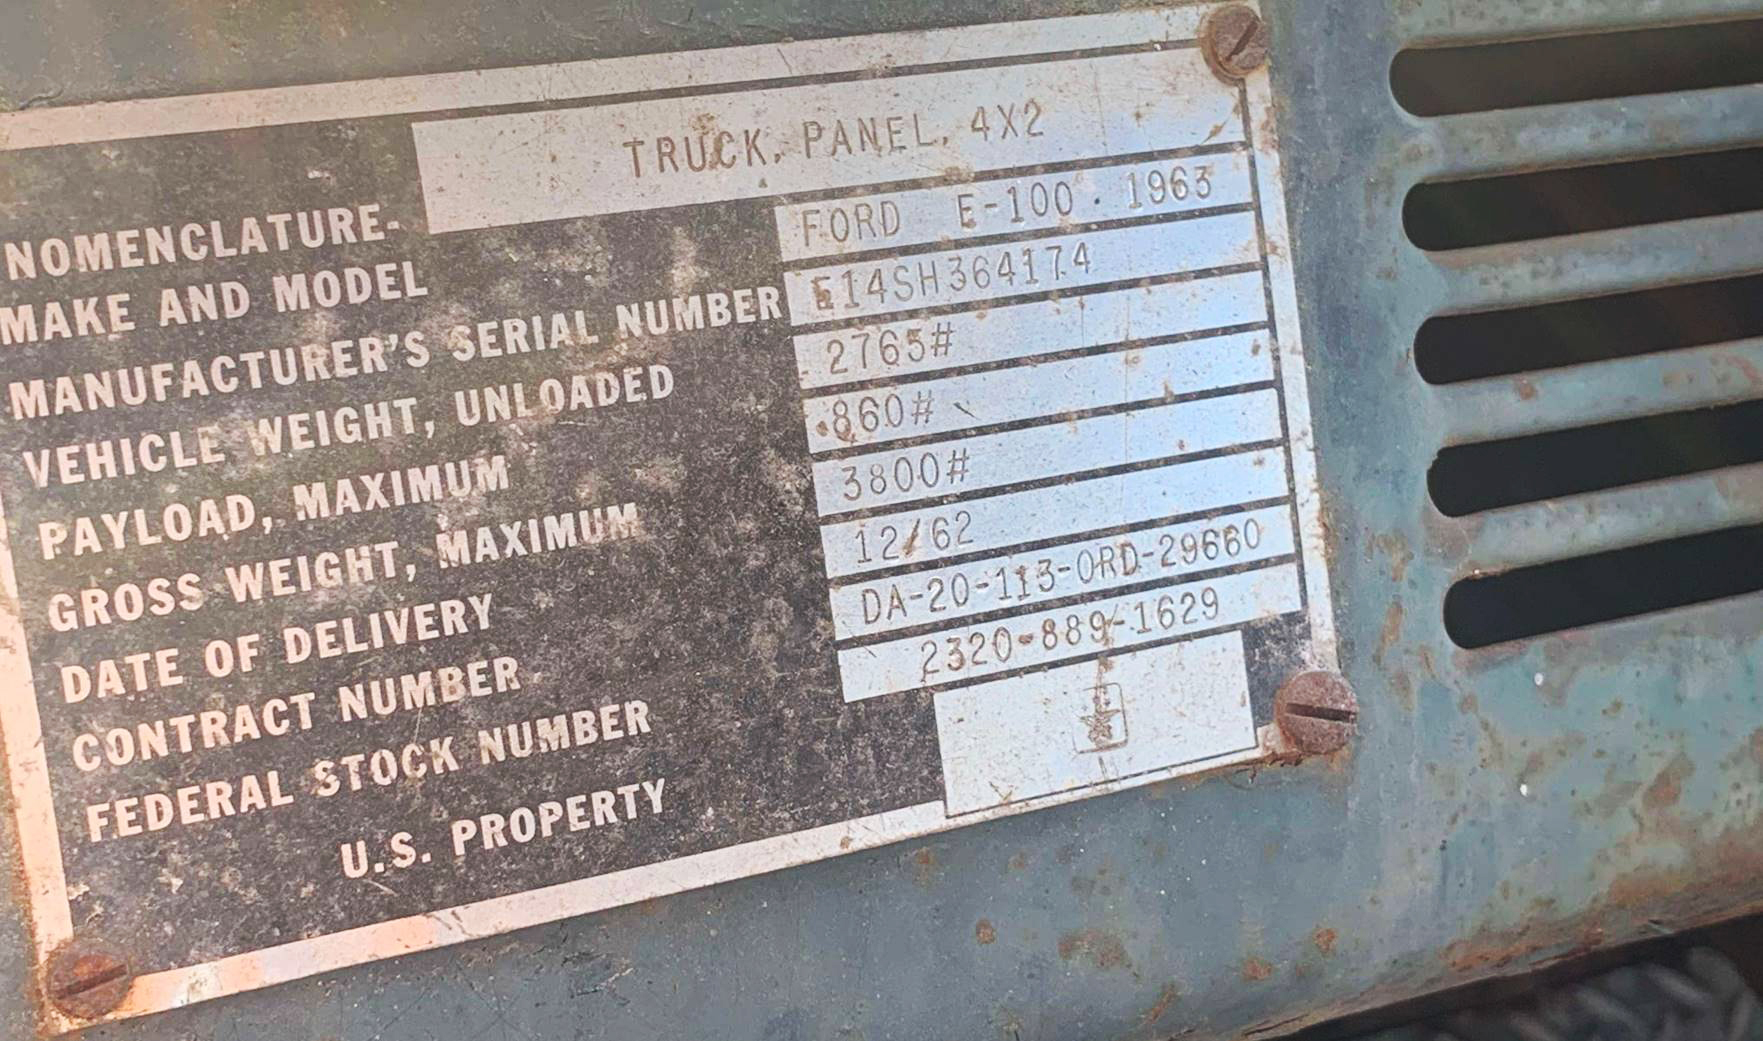 NOMENCLATURE- TRUCK, PANEL, 4X2
MAKE AND MODEL FORD E-100 . 1963
MANUFACTURER'S SERIAL NUMBER E14SH364174
VEHICLE WEIGHT, UNLOADED 2765#
PAYLOAD, MAXIMUM 860#
GROSS WEIGHT, MAXIMUM 3800#
DATE OF DELIVERY 12/62
CONTRACT NUMBER DA-20-113-ORD-29660
FEDERAL STOCK NUMBER 2320-889-1629
U.S. PROPERTY